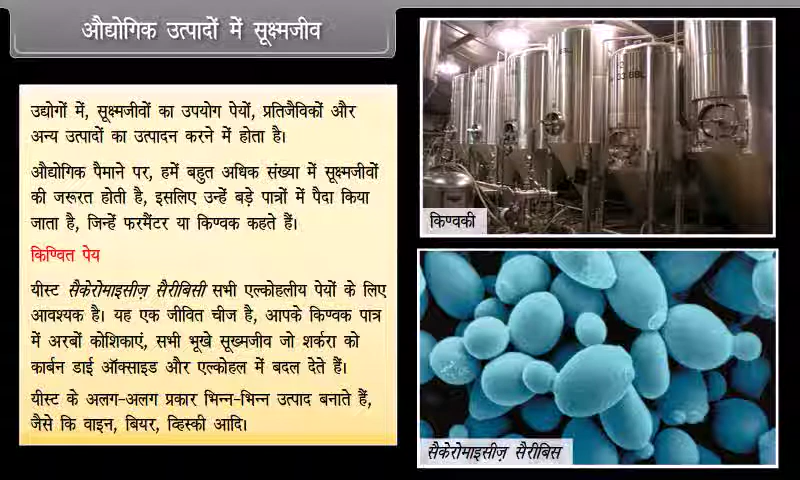 औद्योगिक उत्पादों में सूक्ष्मजीव
उद्योगों में, सूक्ष्मजीवों का उपयोग पेयों, प्रतिजैविकों और
अन्य उत्पादों का उत्पादन करने में होता है।
औद्योगिक पैमाने पर, हमें बहुत अधिक संख्या में सूक्ष्मजीवों
की जरूरत होती है, इसलिए उन्हें बड़े पात्रों में पैदा किया
जाता है, जिन्हें फरमैंटर या किण्वक कहते हैं।
किण्वित पेय
यीस्ट सैकेरोमाइसीज़ सैरीबिसी सभी एल्कोहलीय पेयों के लिए
आवश्यक है। यह एक जीवित चीज है, आपके किण्वक पात्र
में अरबों कोशिकाएं, सभी भूखे सूख्मजीव जो शर्करा को
कार्बन डाई ऑक्साइड और एल्कोहल में बदल देते हैं।
यीस्ट के अलग-अलग प्रकार भिन्न-भिन्न उत्पाद बनाते हैं,
जैसे कि वाइन, बियर, व्हिस्की आदि।
किण्वकी
सैकेरोमाइसीज़ सैरीबिस